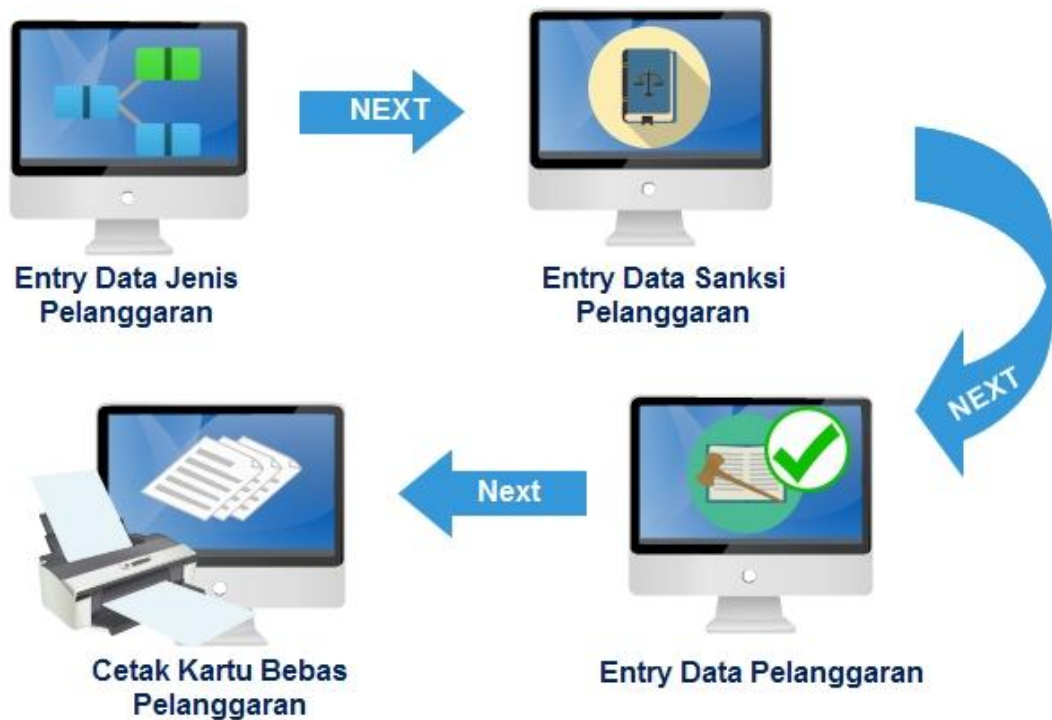 NEXT
Entry Data Jenis
Pelanggaran
Entry Data Sanksi
Pelanggaran
NEXT
Entry Data Pelanggaran
Next
Cetak Kartu Bebas
Pelanggaran